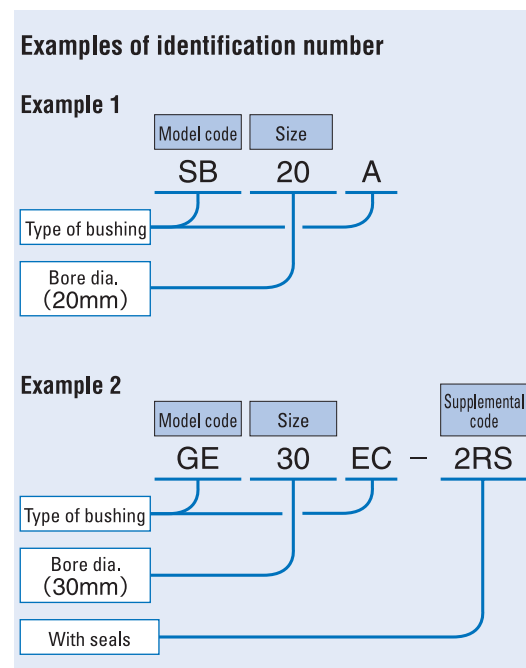 Examples of identification number
Example 1
Model code Size
SB 20 A
Type of bushing
Bore dia.
(20mm)
Example 2
Model code Size Supplemental code
GE 30 EC – 2RS
Type of bushing
Bore dia.
(30mm)
With seals